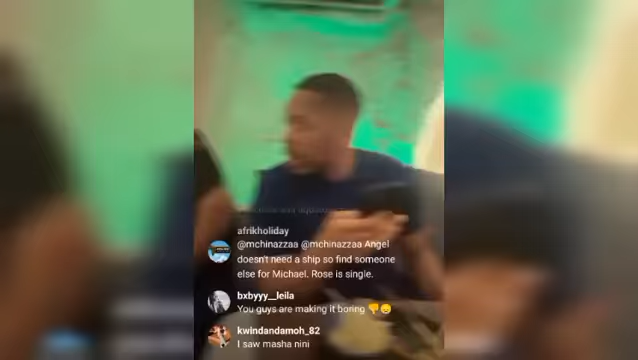 afrikholiday
@mchinazzaa @mchinazzaa Angel
doesn't need a ship so find someone
else for Michael. Rose is single.
bxbyyy__leila
You guys are making it boring 👎😏
kwindandamoh_82
I saw masha nini